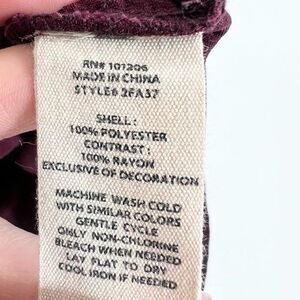 RN# 101206
MADE IN CHINA
STYLE# 2FA37
SHELL :
100% POLYESTER
CONTRAST :
100% RAYON
EXCLUSIVE OF DECORATION
MACHINE WASH COLD
WITH SIMILAR COLORS
GENTLE CYCLE
ONLY NON-CHLORINE
BLEACH WHEN NEEDED
LAY FLAT TO DRY
COOL IRON IF NEEDED